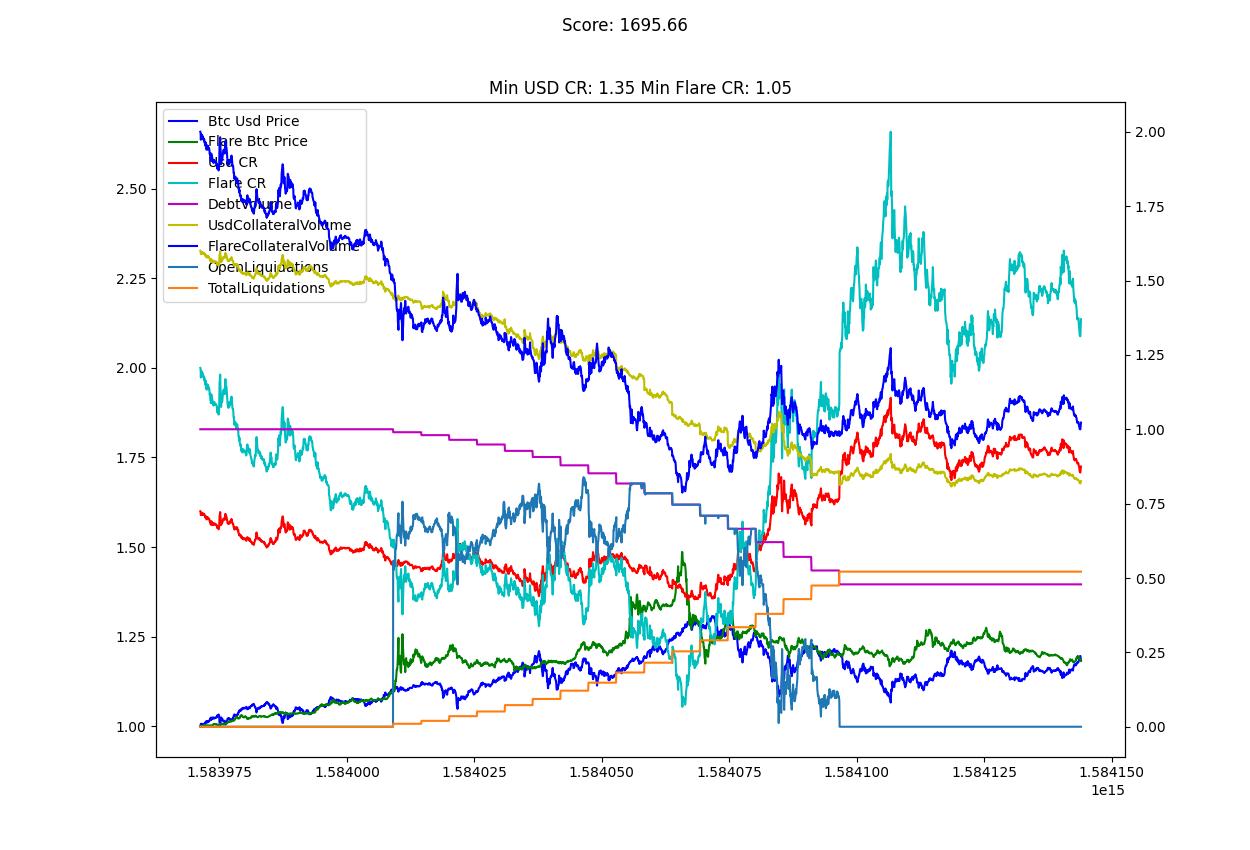 Score: 1695.66
Min USD CR: 1.35 Min Flare CR: 1.05
Btc Usd Price
Flare Btc Price
Usd CR
Flare CR
DebtVolume
UsdCollateralVolume
FlareCollateralVolume
OpenLiquidations
TotalLiquidations
2.50
2.25
2.00
1.75
1.50
1.25
1.00
2.00
1.75
1.50
1.25
1.00
0.75
0.50
0.25
0.00
1.583975 1.584000 1.584025 1.584050 1.584075 1.584100 1.584125 1.584150
1e15